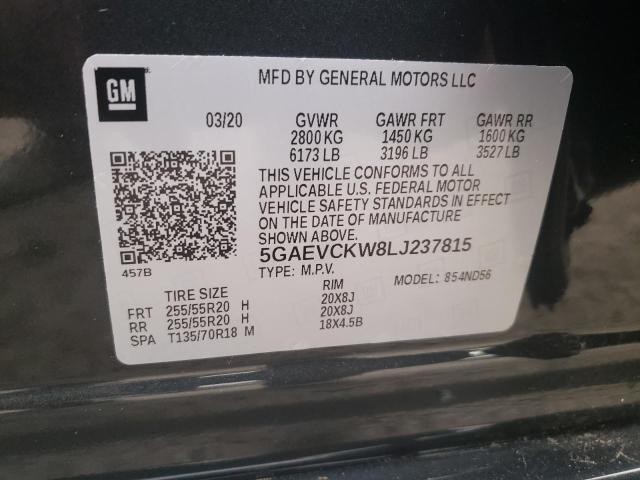 GM
MFD BY GENERAL MOTORS LLC
03/20 GVWR GAWR FRT GAWR RR
2800 KG 1450 KG 1600 KG
6173 LB 3196 LB 3527 LB
THIS VEHICLE CONFORMS TO ALL
APPLICABLE U.S. FEDERAL MOTOR
VEHICLE SAFETY STANDARDS IN EFFECT
ON THE DATE OF MANUFACTURE
SHOWN ABOVE.
5GAEVCKW8LJ237815
457B
TYPE: M.P.V. MODEL: 854ND56
TIRE SIZE RIM
FRT 255/55R20 H 20X8J
RR 255/55R20 H 20X8J
SPA T135/70R18 M 18X4.5B